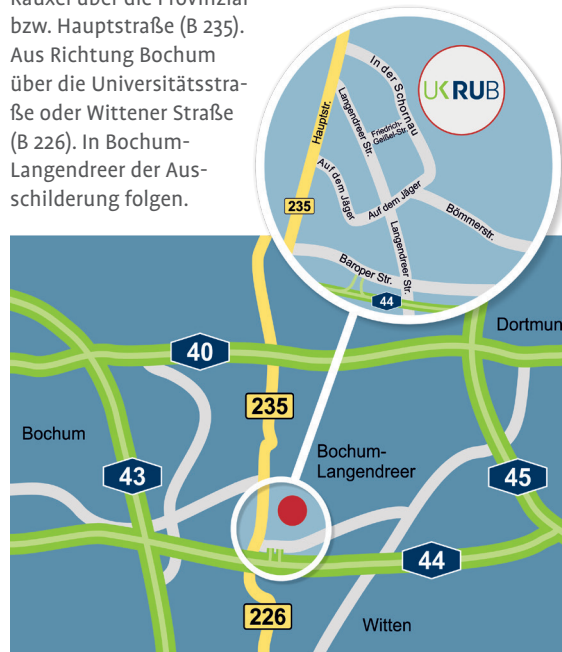 Rauxel über die Provinzial-
bzw. Hauptstraße (B 235).
Aus Richtung Bochum
über die Universitätsstra-
ße oder Wittener Straße
(B 226). In Bochum-
Langendreer der Aus-
schilderung folgen.
In der Schornau
UKRUB
Hauptstr.
Langendreer Str.
Friedrich-
Geißel-Str.
Auf dem Jäger
Auf dem Jäger
235
Bömmerstr.
Langendreer Str.
Baroper Str.
44
Dortmun
40
235
Bochum
Bochum-
Langendreer
43
45
44
226
Witten